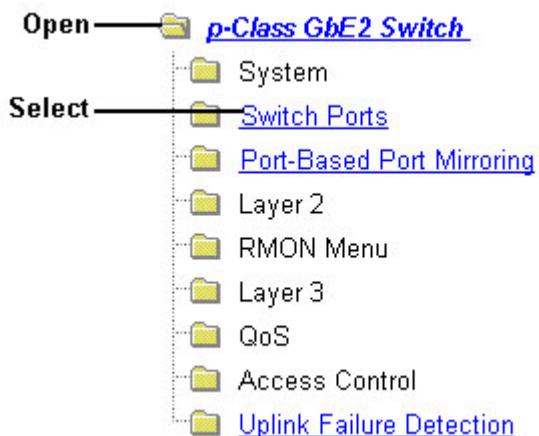 Open p-Class GbE2 Switch
System
Select Switch Ports
Port-Based Port Mirroring
Layer 2
RMON Menu
Layer 3
QoS
Access Control
Uplink Failure Detection